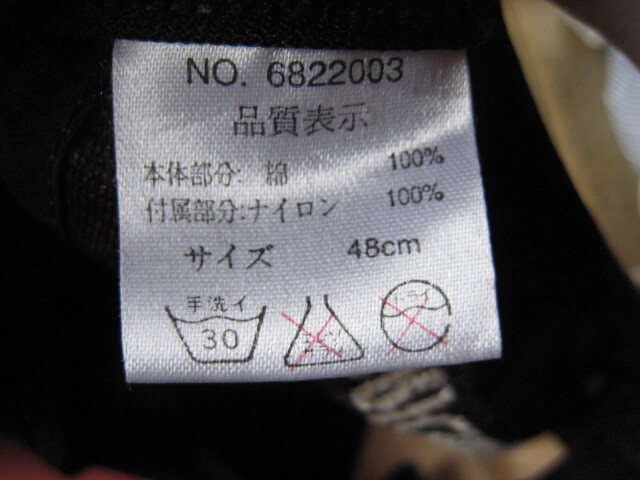 NO. 6822003
品質表示
本体部分: 綿 100%
付属部分:ナイロン 100%
サイズ 48cm
手洗イ
30